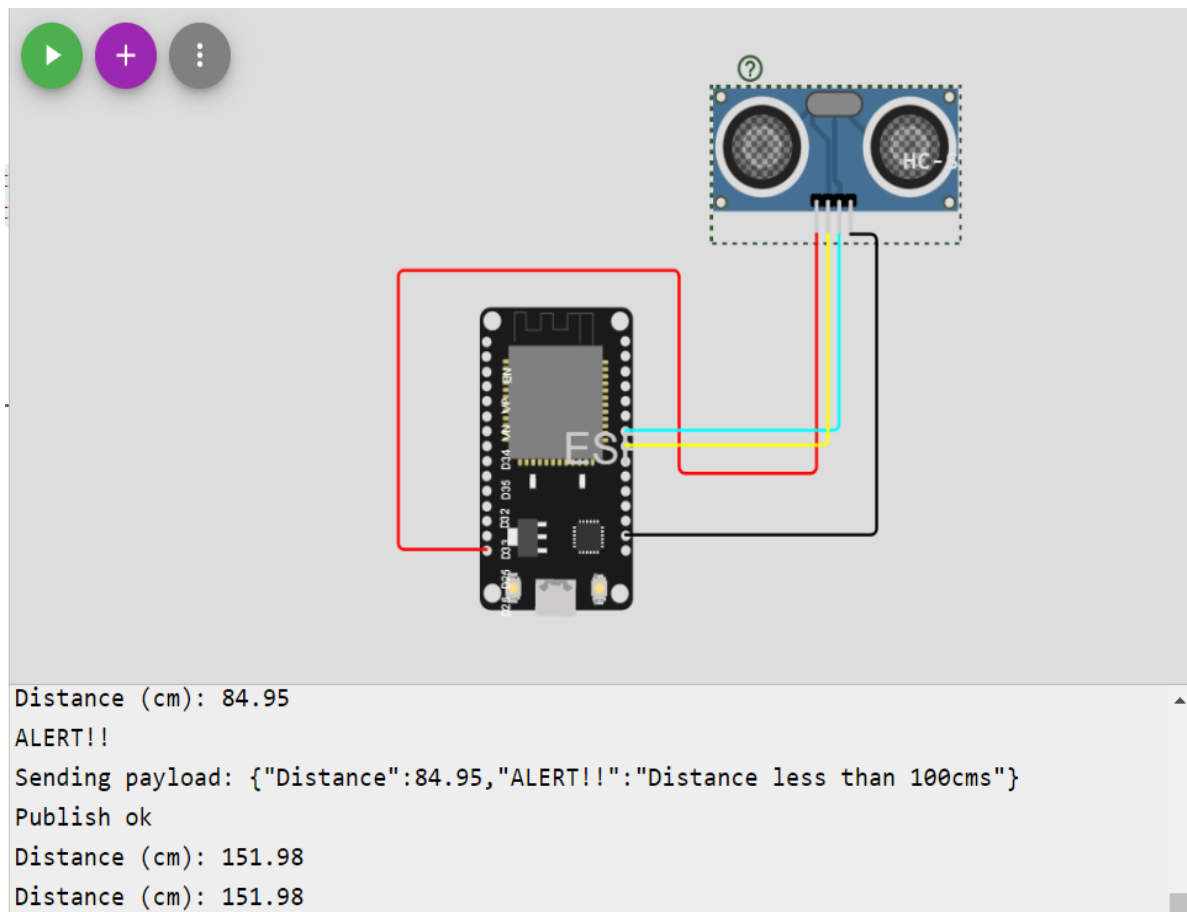 ?
HC-S
EN
VP
VN
D34
D35
D32
D33
D25
ESP
Distance (cm): 84.95
ALERT!!
Sending payload: {"Distance":84.95,"ALERT!!":"Distance less than 100cms"}
Publish ok
Distance (cm): 151.98
Distance (cm): 151.98